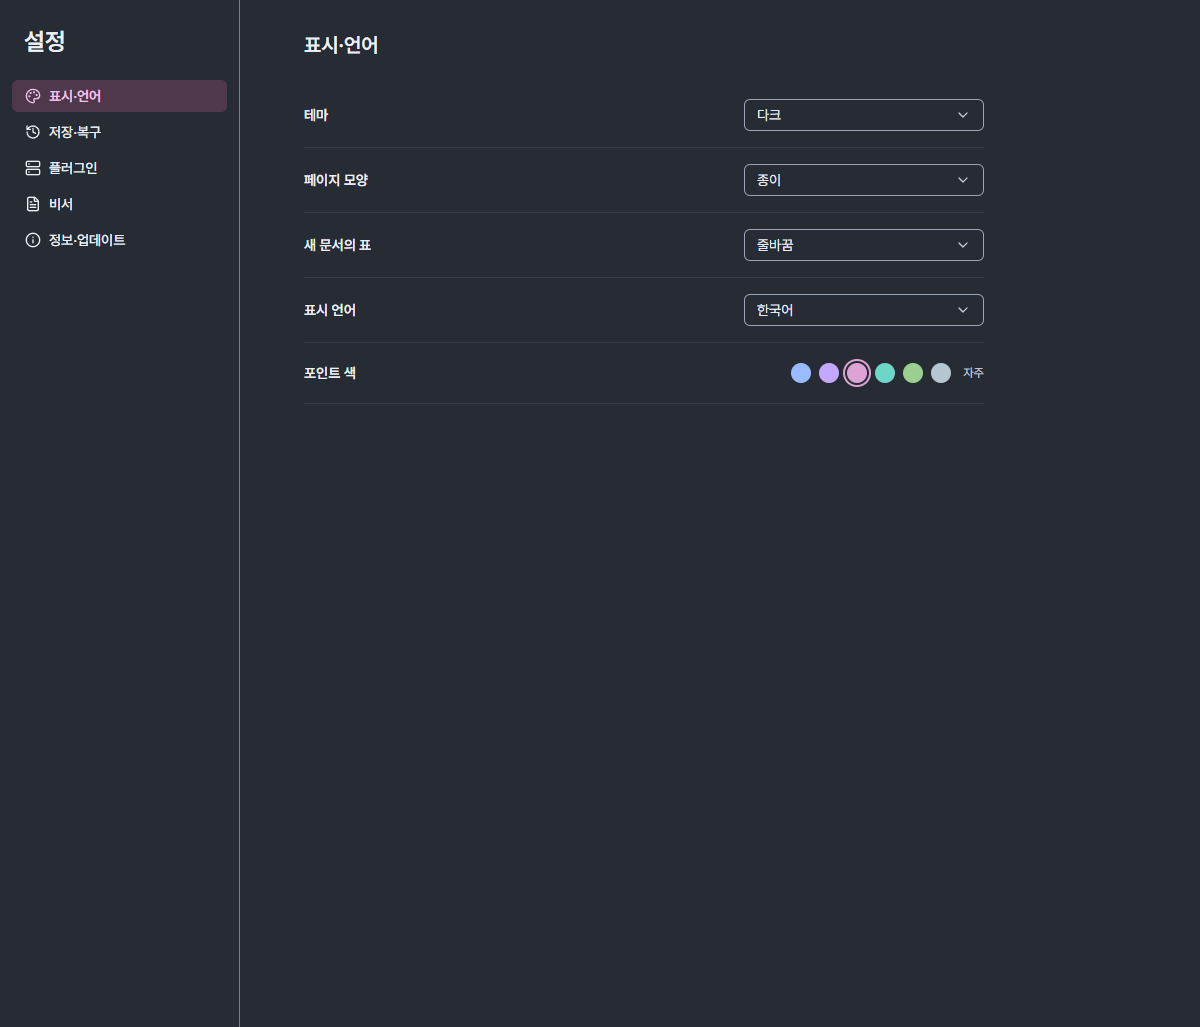 설정
표시·언어
저장·복구
플러그인
비서
정보·업데이트
표시·언어
테마
다크
페이지 모양
종이
새 문서의 표
줄바꿈
표시 언어
한국어
포인트 색
자주